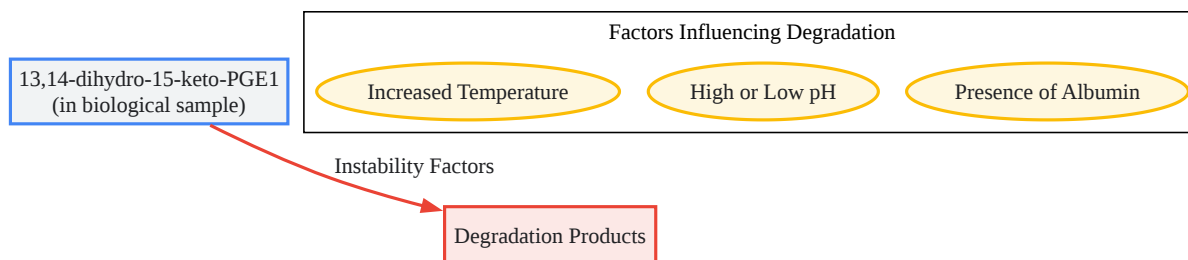 Factors Influencing Degradation
13,14-dihydro-15-keto-PGE1
(in biological sample)
Increased Temperature
High or Low pH
Presence of Albumin
Instability Factors
Degradation Products